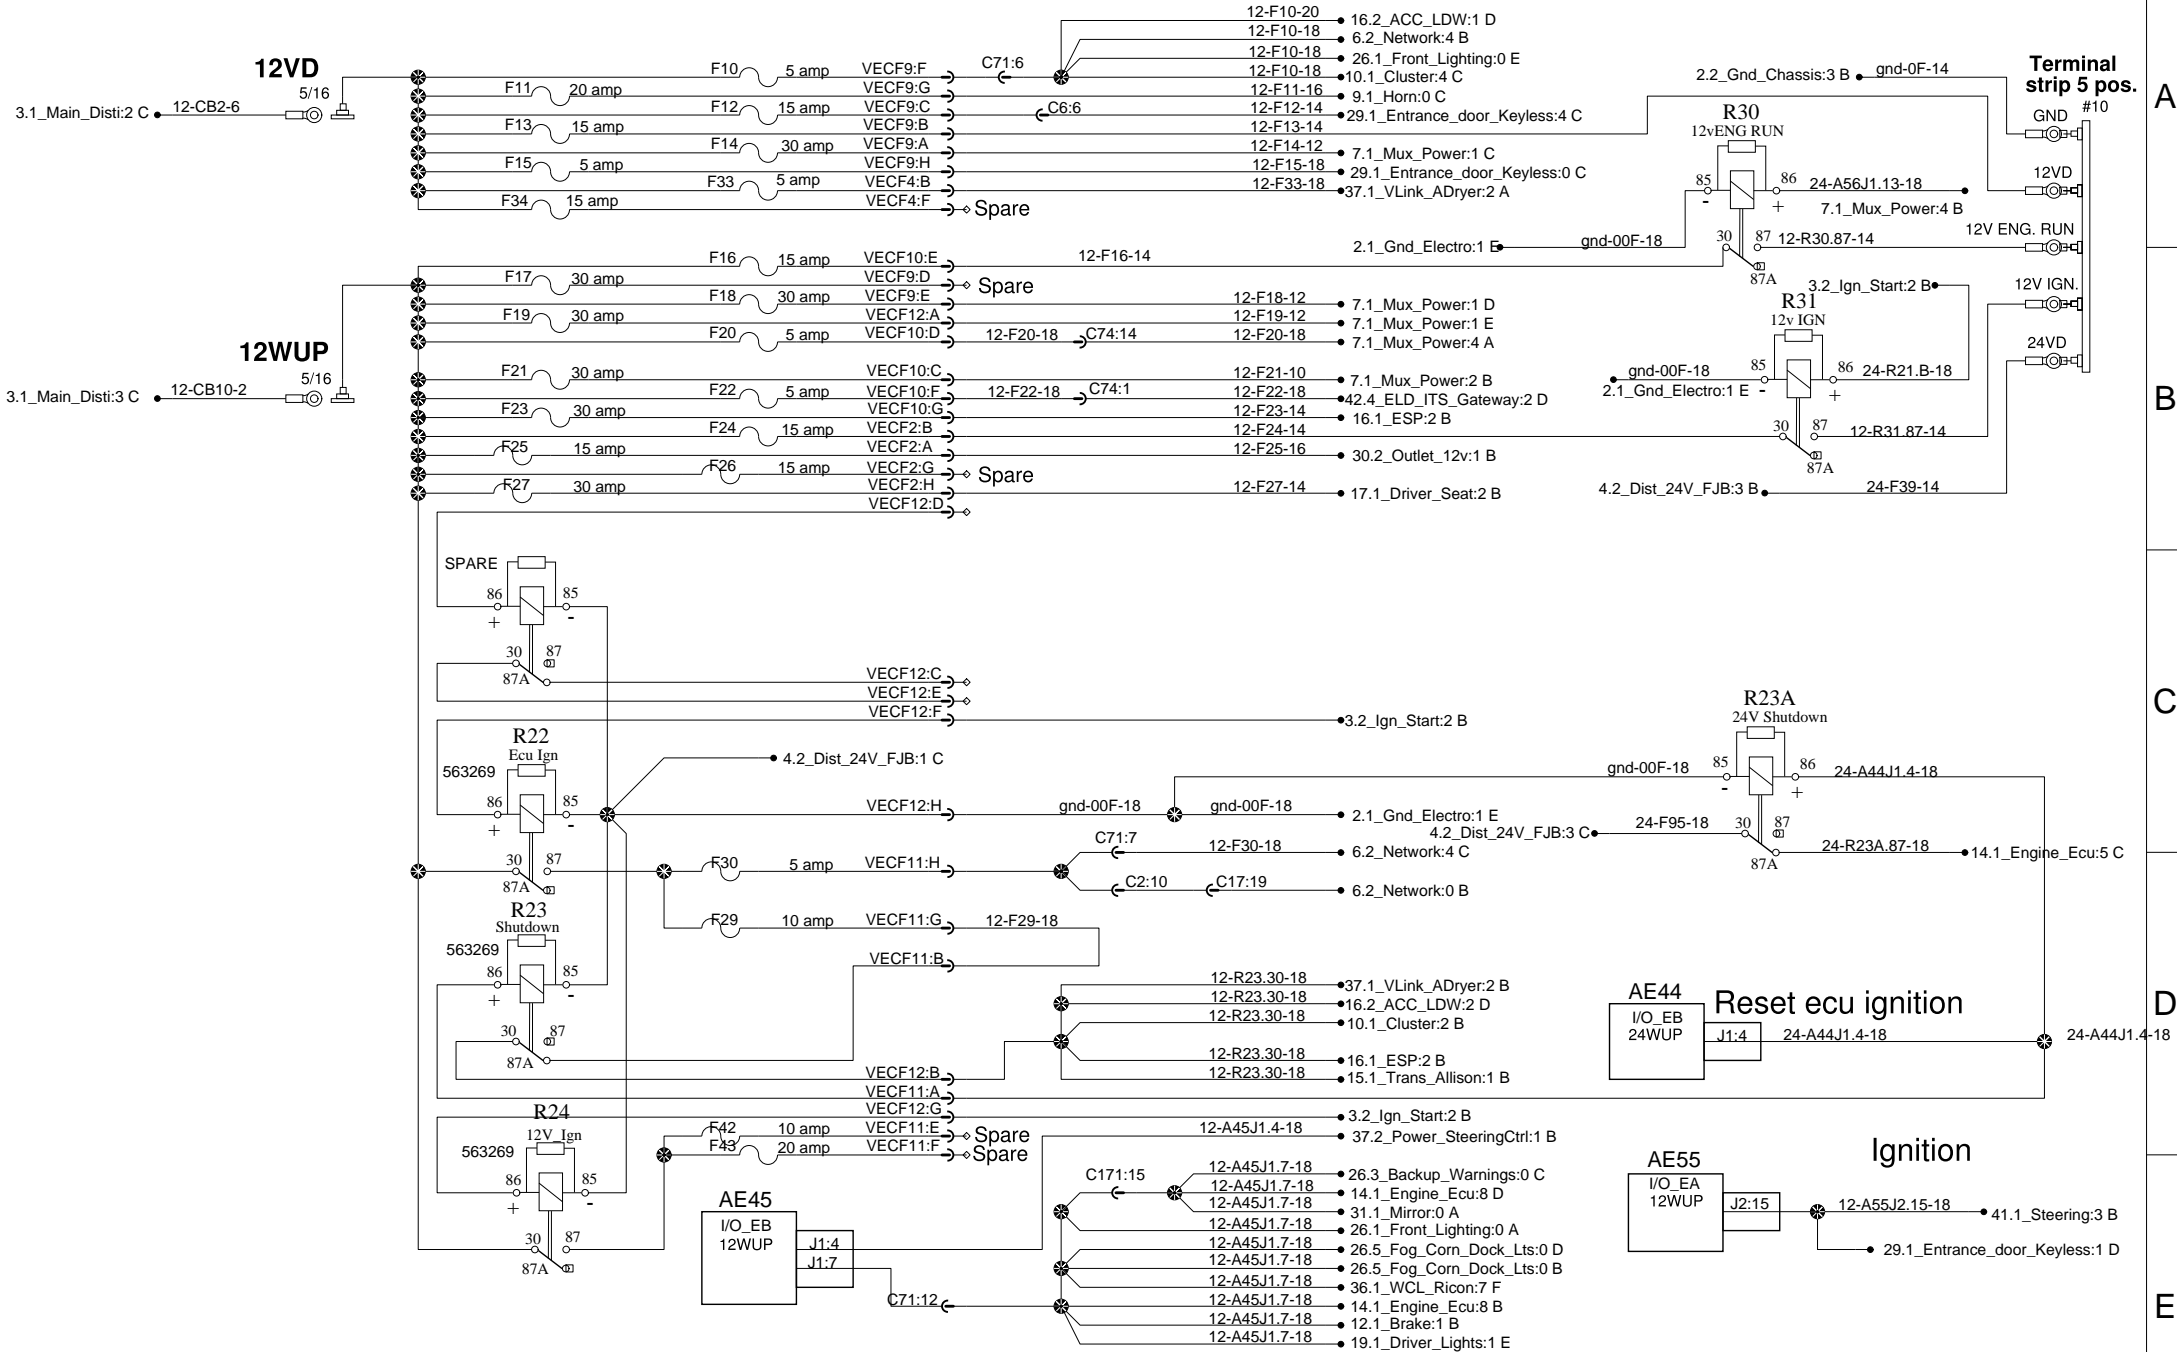 12VD
5/16
3.1_Main_Disti:2 C
12-CB2-6
F10
5 amp
VECF9:F
C71:6
12-F10-20
16.2_ACC_LDW:1 D
12-F10-18
6.2_Network:4 B
12-F10-18
26.1_Front_Lighting:0 E
12-F10-18
10.1_Cluster:4 C
F11
20 amp
VECF9:G
12-F11-16
9.1_Horn:0 C
F12
15 amp
VECF9:C
C6:6
12-F12-14
29.1_Entrance_door_Keyless:4 C
F13
15 amp
VECF9:B
12-F13-14
F14
30 amp
VECF9:A
12-F14-12
7.1_Mux_Power:1 C
F15
5 amp
VECF9:H
12-F15-18
29.1_Entrance_door_Keyless:0 C
F33
5 amp
VECF4:B
12-F33-18
37.1_VLink_ADryer:2 A
F34
15 amp
VECF4:F
Spare
2.2_Gnd_Chassis:3 B
gnd-0F-14
Terminal
strip 5 pos.
#10
GND
12VD
12V ENG. RUN
12V IGN.
24VD
A
R30
12vENG RUN
85
-
86
+
24-A56J1.13-18
7.1_Mux_Power:4 B
2.1_Gnd_Electro:1 E
gnd-00F-18
30
87
12-R30.87-14
87A
12WUP
5/16
3.1_Main_Disti:3 C
12-CB10-2
F16
15 amp
VECF10:E
12-F16-14
F17
30 amp
VECF9:D
Spare
F18
30 amp
VECF9:E
12-F18-12
7.1_Mux_Power:1 D
F19
30 amp
VECF12:A
12-F19-12
7.1_Mux_Power:1 E
F20
5 amp
VECF10:D
12-F20-18
C74:14
12-F20-18
7.1_Mux_Power:4 A
F21
30 amp
VECF10:C
12-F21-10
7.1_Mux_Power:2 B
F22
5 amp
VECF10:F
12-F22-18
C74:1
12-F22-18
42.4_ELD_ITS_Gateway:2 D
F23
30 amp
VECF10:G
12-F23-14
16.1_ESP:2 B
F24
15 amp
VECF2:B
12-F24-14
F25
15 amp
VECF2:A
12-F25-16
30.2_Outlet_12v:1 B
F26
15 amp
VECF2:G
Spare
F27
30 amp
VECF2:H
12-F27-14
17.1_Driver_Seat:2 B
VECF12:D
3.2_Ign_Start:2 B
R31
12v IGN
gnd-00F-18
2.1_Gnd_Electro:1 E
85
-
86
+
24-R21.B-18
30
87
12-R31.87-14
87A
4.2_Dist_24V_FJB:3 B
24-F39-14
B
SPARE
86
+
85
-
30
87
87A
VECF12:C
VECF12:E
VECF12:F
3.2_Ign_Start:2 B
C
R22
Ecu Ign
563269
86
+
85
-
4.2_Dist_24V_FJB:1 C
VECF12:H
gnd-00F-18
gnd-00F-18
2.1_Gnd_Electro:1 E
30
87
87A
F30
5 amp
VECF11:H
C71:7
12-F30-18
6.2_Network:4 C
C2:10
C17:19
6.2_Network:0 B
F29
10 amp
VECF11:G
12-F29-18
VECF11:B
R23A
24V Shutdown
gnd-00F-18
85
-
86
+
24-A44J1.4-18
4.2_Dist_24V_FJB:3 C
24-F95-18
30
87
87A
24-R23A.87-18
14.1_Engine_Ecu:5 C
R23
Shutdown
563269
86
+
85
-
30
87
87A
12-R23.30-18
37.1_VLink_ADryer:2 B
12-R23.30-18
16.2_ACC_LDW:2 D
12-R23.30-18
10.1_Cluster:2 B
12-R23.30-18
16.1_ESP:2 B
12-R23.30-18
15.1_Trans_Allison:1 B
VECF12:B
VECF11:A
VECF12:G
3.2_Ign_Start:2 B
AE44
Reset ecu ignition
I/O_EB
24WUP
J1:4
24-A44J1.4-18
24-A44J1.4-18
D
R24
12V_Ign
563269
86
+
85
-
30
87
87A
F42
10 amp
VECF11:E
Spare
F43
20 amp
VECF11:F
Spare
12-A45J1.4-18
37.2_Power_SteeringCtrl:1 B
AE45
I/O_EB
12WUP
J1:4
J1:7
C71:12
C171:15
12-A45J1.7-18
26.3_Backup_Warnings:0 C
12-A45J1.7-18
14.1_Engine_Ecu:8 D
12-A45J1.7-18
31.1_Mirror:0 A
12-A45J1.7-18
26.1_Front_Lighting:0 A
12-A45J1.7-18
26.5_Fog_Corn_Dock_Lts:0 D
12-A45J1.7-18
26.5_Fog_Corn_Dock_Lts:0 B
12-A45J1.7-18
36.1_WCL_Ricon:7 F
12-A45J1.7-18
14.1_Engine_Ecu:8 B
12-A45J1.7-18
12.1_Brake:1 B
12-A45J1.7-18
19.1_Driver_Lights:1 E
Ignition
AE55
I/O_EA
12WUP
J2:15
12-A55J2.15-18
41.1_Steering:3 B
29.1_Entrance_door_Keyless:1 D
E